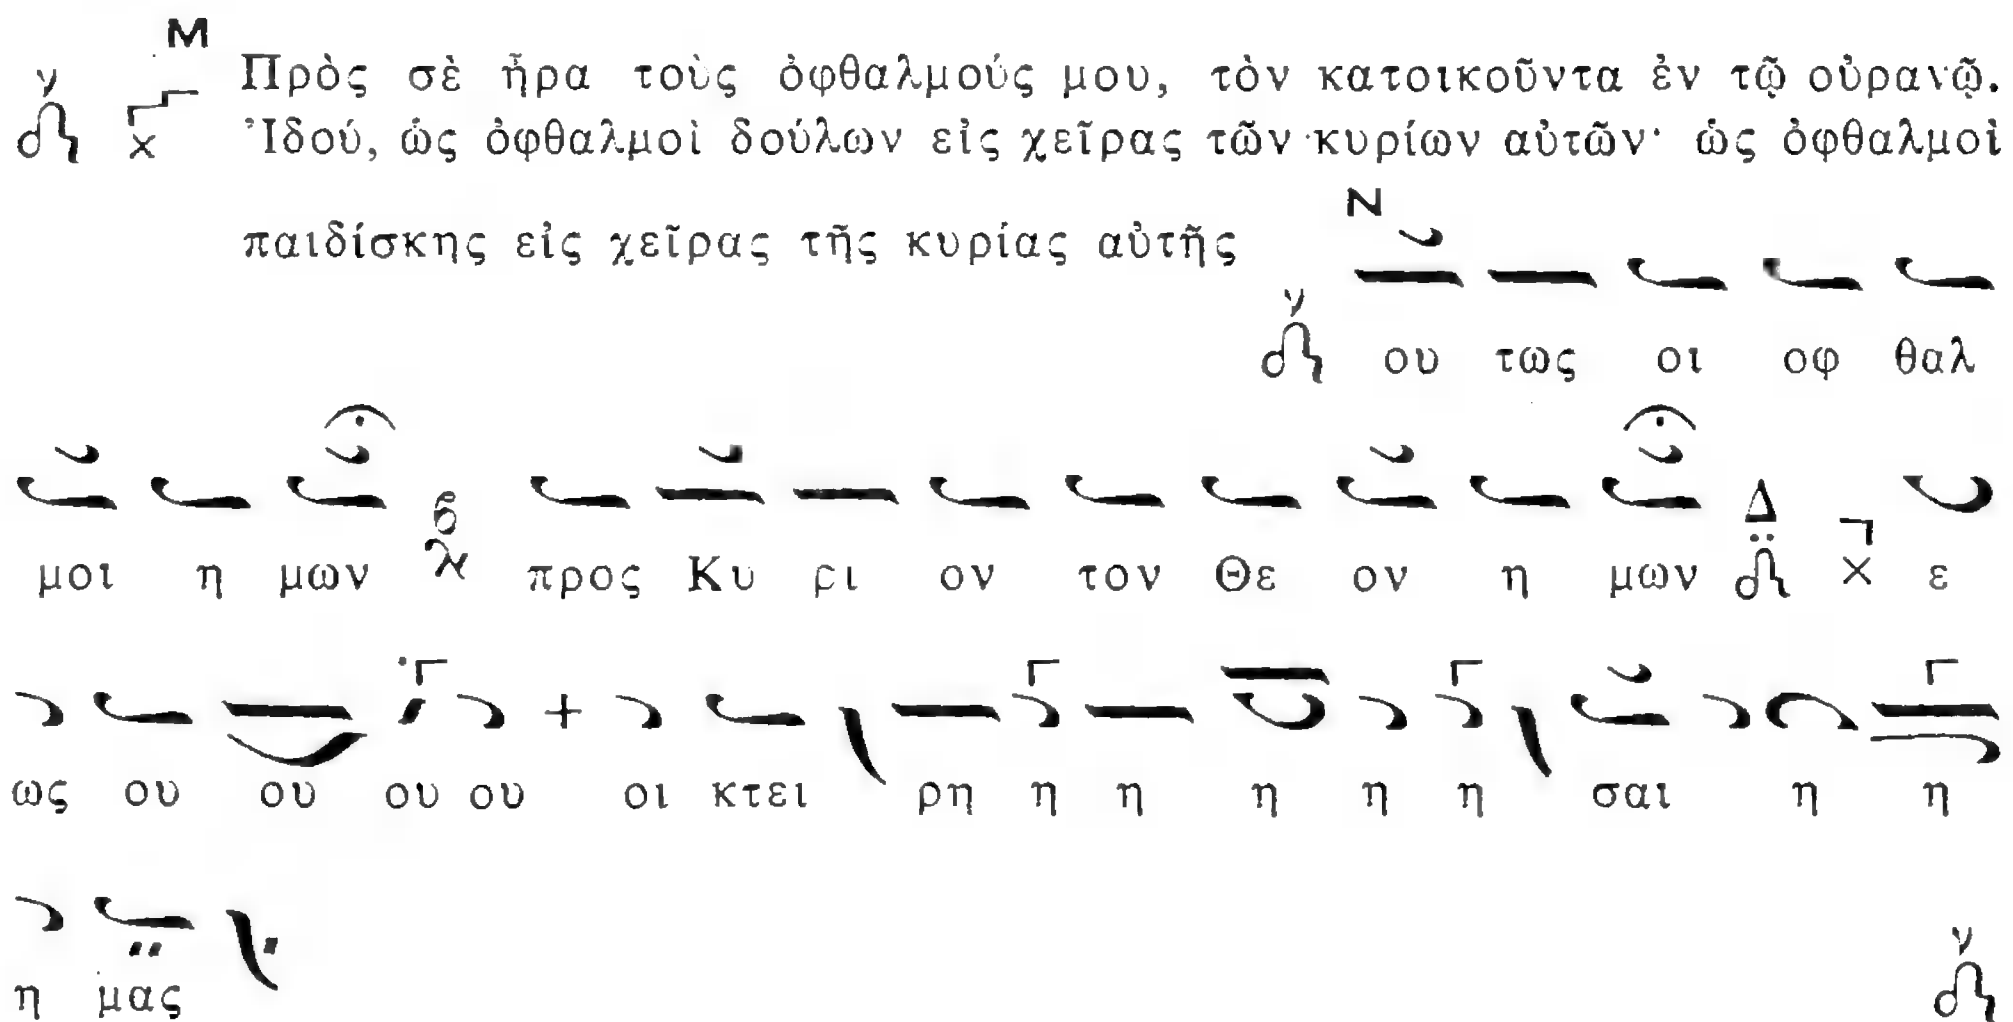 Μ
Πρὸς σὲ ἦρα τοὺς ὀφθαλμούς μου, τὸν κατοικοῦντα ἐν τῷ οὐρανῷ.
Ἰδού, ὡς ὀφθαλμοὶ δούλων εἰς χεῖρας τῶν κυρίων αὐτῶν· ὡς ὀφθαλμοὶ
Ν
παιδίσκης εἰς χεῖρας τῆς κυρίας αὐτῆς
ου τως οι οφ θαλ
μοι η μων προς Κυ ρι ον τον Θε ον η μων Δ ε
ως ου ου ου ου οι κτει ρη η η η η η σαι η η
η μας